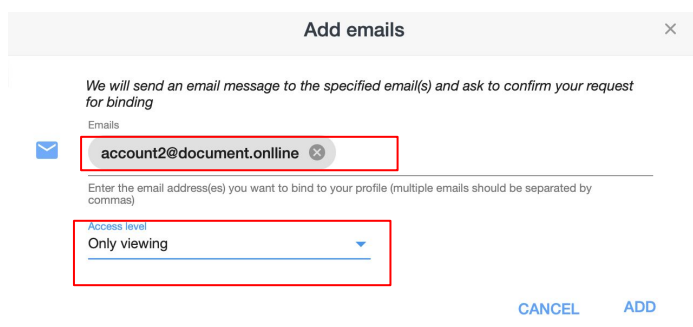 Add emails
We will send an email message to the specified email(s) and ask to confirm your request
for binding
Emails
account2@document.onlline
Enter the email address(es) you want to bind to your profile (multiple emails should be separated by
commas)
Access level
Only viewing
CANCEL ADD